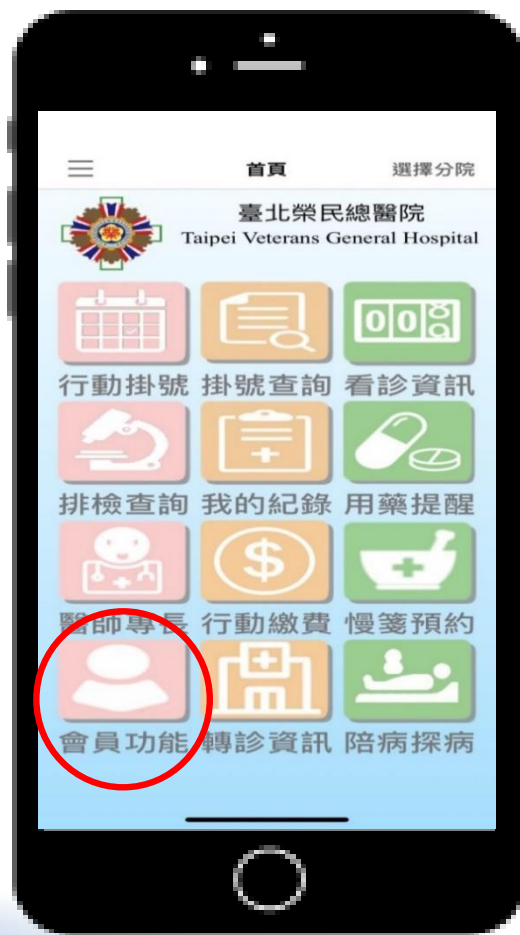 首頁 選擇分院
臺北榮民總醫院
Taipei Veterans General Hospital
008
行動掛號 掛號查詢 看診資訊
排檢查詢 我的紀錄 用藥提醒
$
醫師專長 行動繳費 慢箋預約
會員功能 轉診資訊 陪病探病